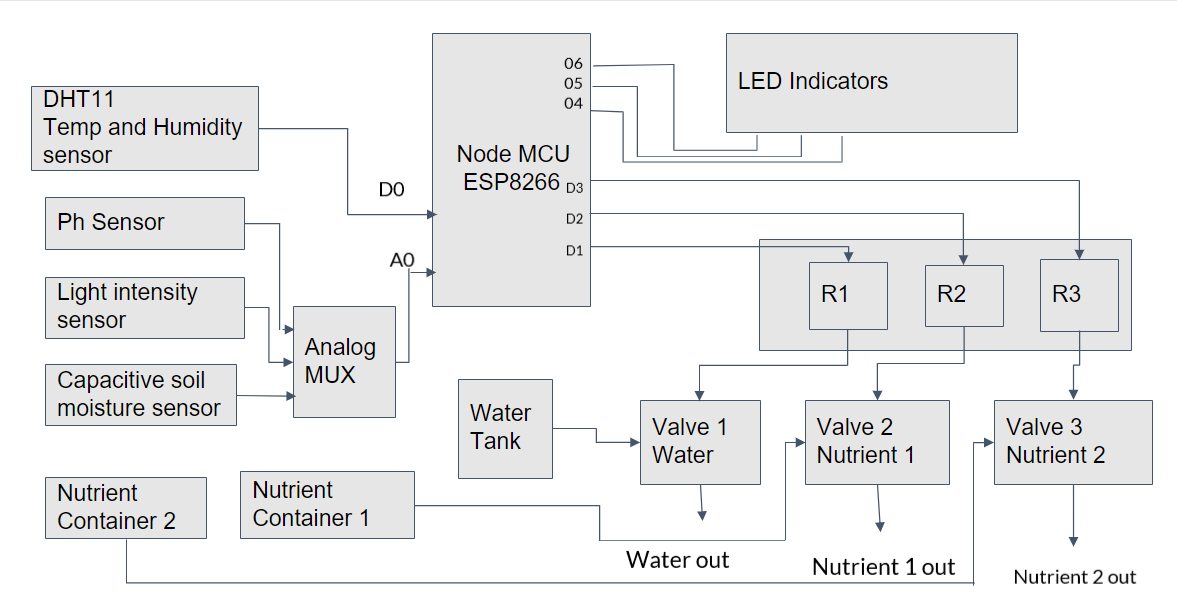 06
05
04
LED Indicators
DHT11
Temp and Humidity
sensor
Node MCU
ESP8266
D3
D2
D1
D0
A0
Ph Sensor
Light intensity
sensor
Capacitive soil
moisture sensor
Analog
MUX
R1
R2
R3
Water
Tank
Valve 1
Water
Valve 2
Nutrient 1
Valve 3
Nutrient 2
Nutrient
Container 2
Nutrient
Container 1
Water out
Nutrient 1 out
Nutrient 2 out